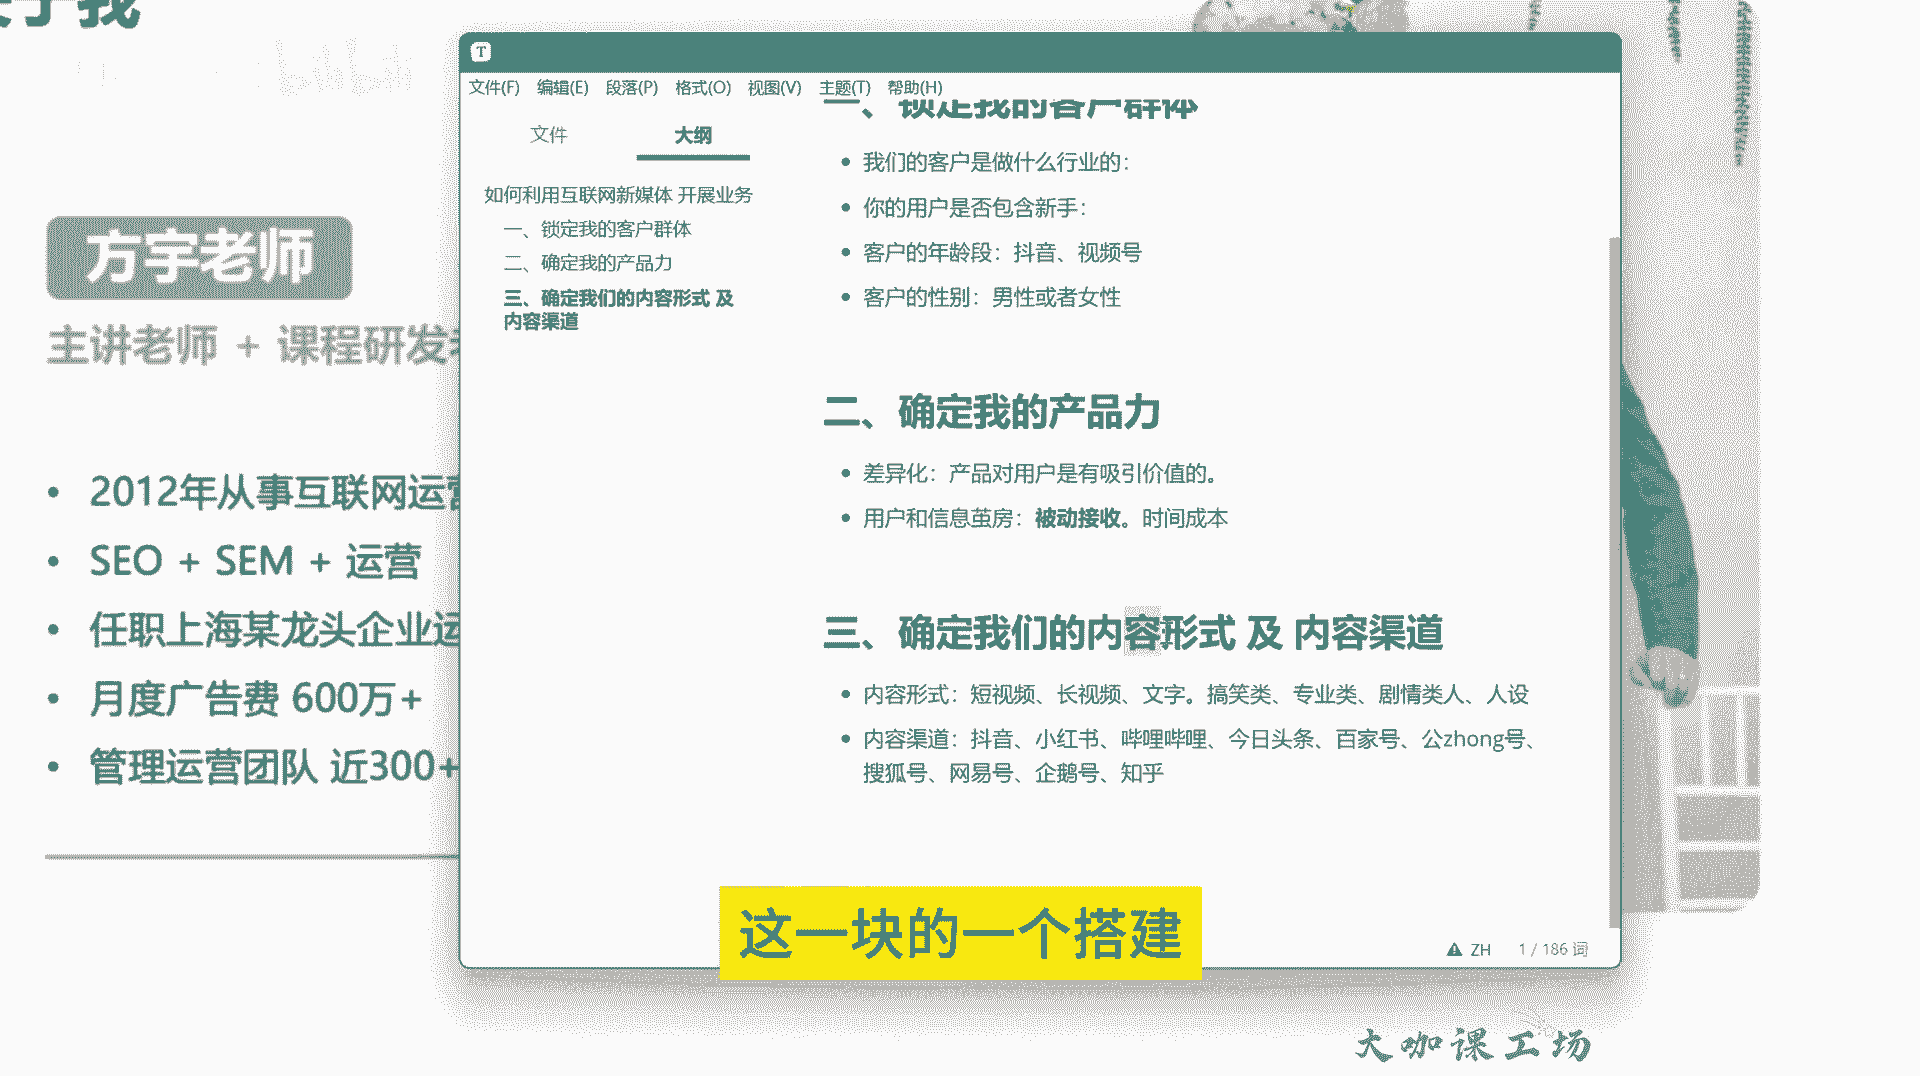 关于我
bilibili
方宇老师
主讲老师 + 课程研发
2012年从事互联网运营
SEO + SEM + 运营
任职上海某龙头企业运
月度广告费 600万+
管理运营团队 近300+
T
文件(F) 编辑(E) 段落(P) 格式(O) 视图(V) 主题(T) 帮助(H)
文件 大纲
如何利用互联网新媒体 开展业务
一、锁定我的客户群体
二、确定我的产品力
三、确定我们的内容形式 及
内容渠道
一、锁定我的客户群体
我们的客户是做什么行业的：
你的用户是否包含新手：
客户的年龄段：抖音、视频号
客户的性别：男性或者女性
二、确定我的产品力
差异化：产品对用户是有吸引价值的。
用户和信息茧房：被动接收。时间成本
三、确定我们的内容形式 及 内容渠道
内容形式：短视频、长视频、文字。搞笑类、专业类、剧情类人、人设
内容渠道：抖音、小红书、哔哩哔哩、今日头条、百家号、公zhong号、
搜狐号、网易号、企鹅号、知乎
ZH 1 / 186 词
这一块的一个搭建
大咖课工场